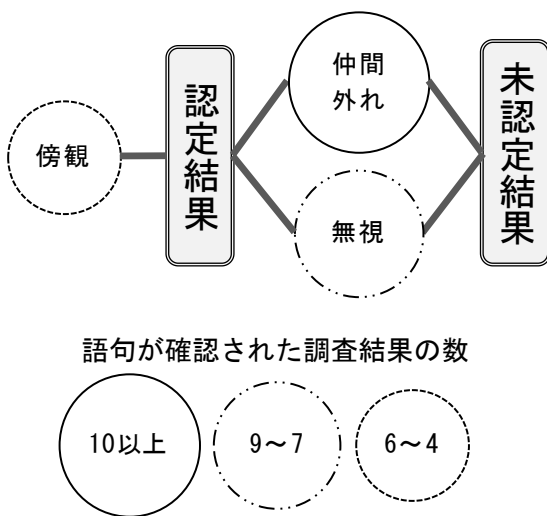 傍観
認定結果
仲間
外れ
無視
未認定結果
語句が確認された調査結果の数
10以上
9～7
6～4